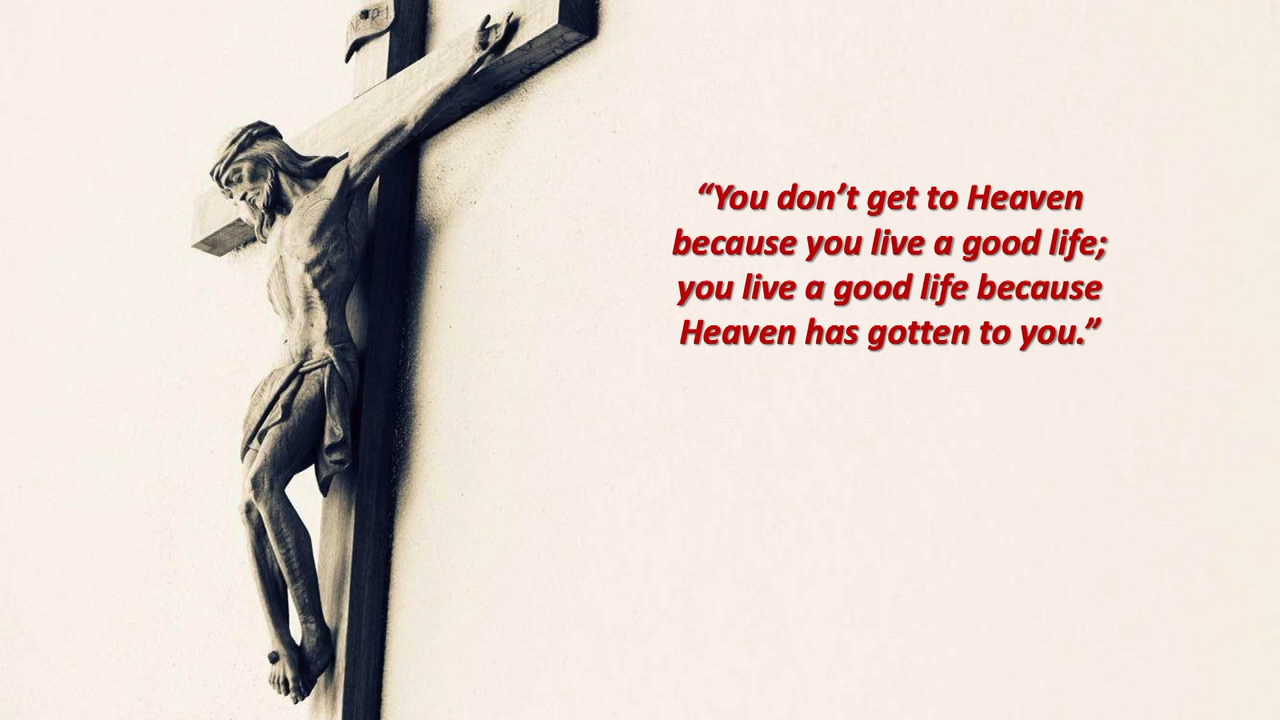 “You don’t get to Heaven
because you live a good life;
you live a good life because
Heaven has gotten to you.”